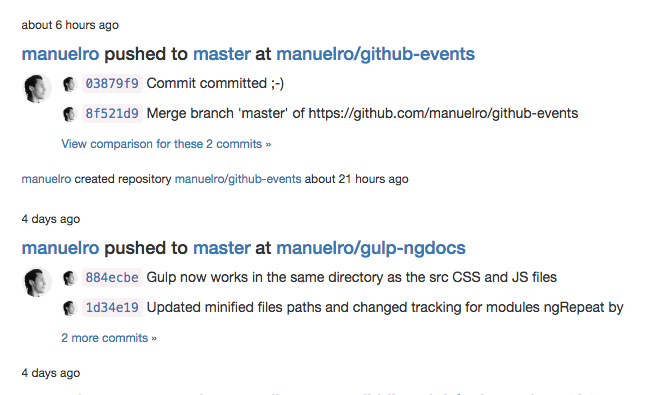 about 6 hours ago
manuelro pushed to master at manuelro/github-events
03879f9 Commit committed ;-)
8f521d9 Merge branch 'master' of https://github.com/manuelro/github-events
View comparison for these 2 commits »
manuelro created repository manuelro/github-events about 21 hours ago
4 days ago
manuelro pushed to master at manuelro/gulp-ngdocs
884ecbe Gulp now works in the same directory as the src CSS and JS files
1d34e19 Updated minified files paths and changed tracking for modules ngRepeat by
2 more commits »
4 days ago